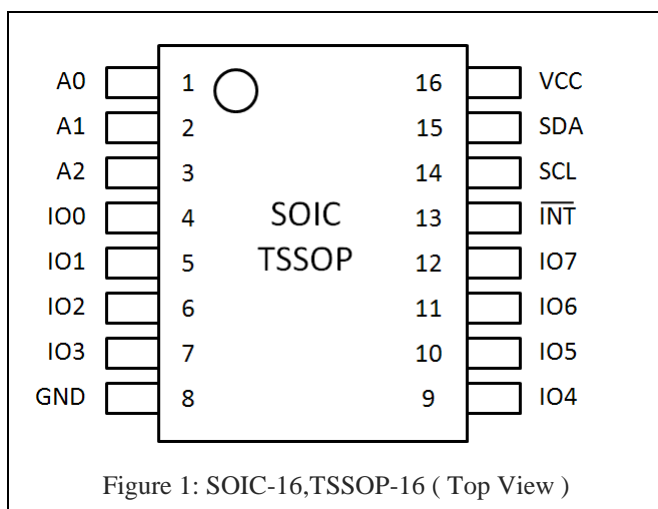 A0 1 16 VCC
A1 2 15 SDA
A2 3 14 SCL
IO0 4 SOIC 13 INT
IO1 5 TSSOP 12 IO7
IO2 6 11 IO6
IO3 7 10 IO5
GND 8 9 IO4
Figure 1: SOIC-16,TSSOP-16 ( Top View )